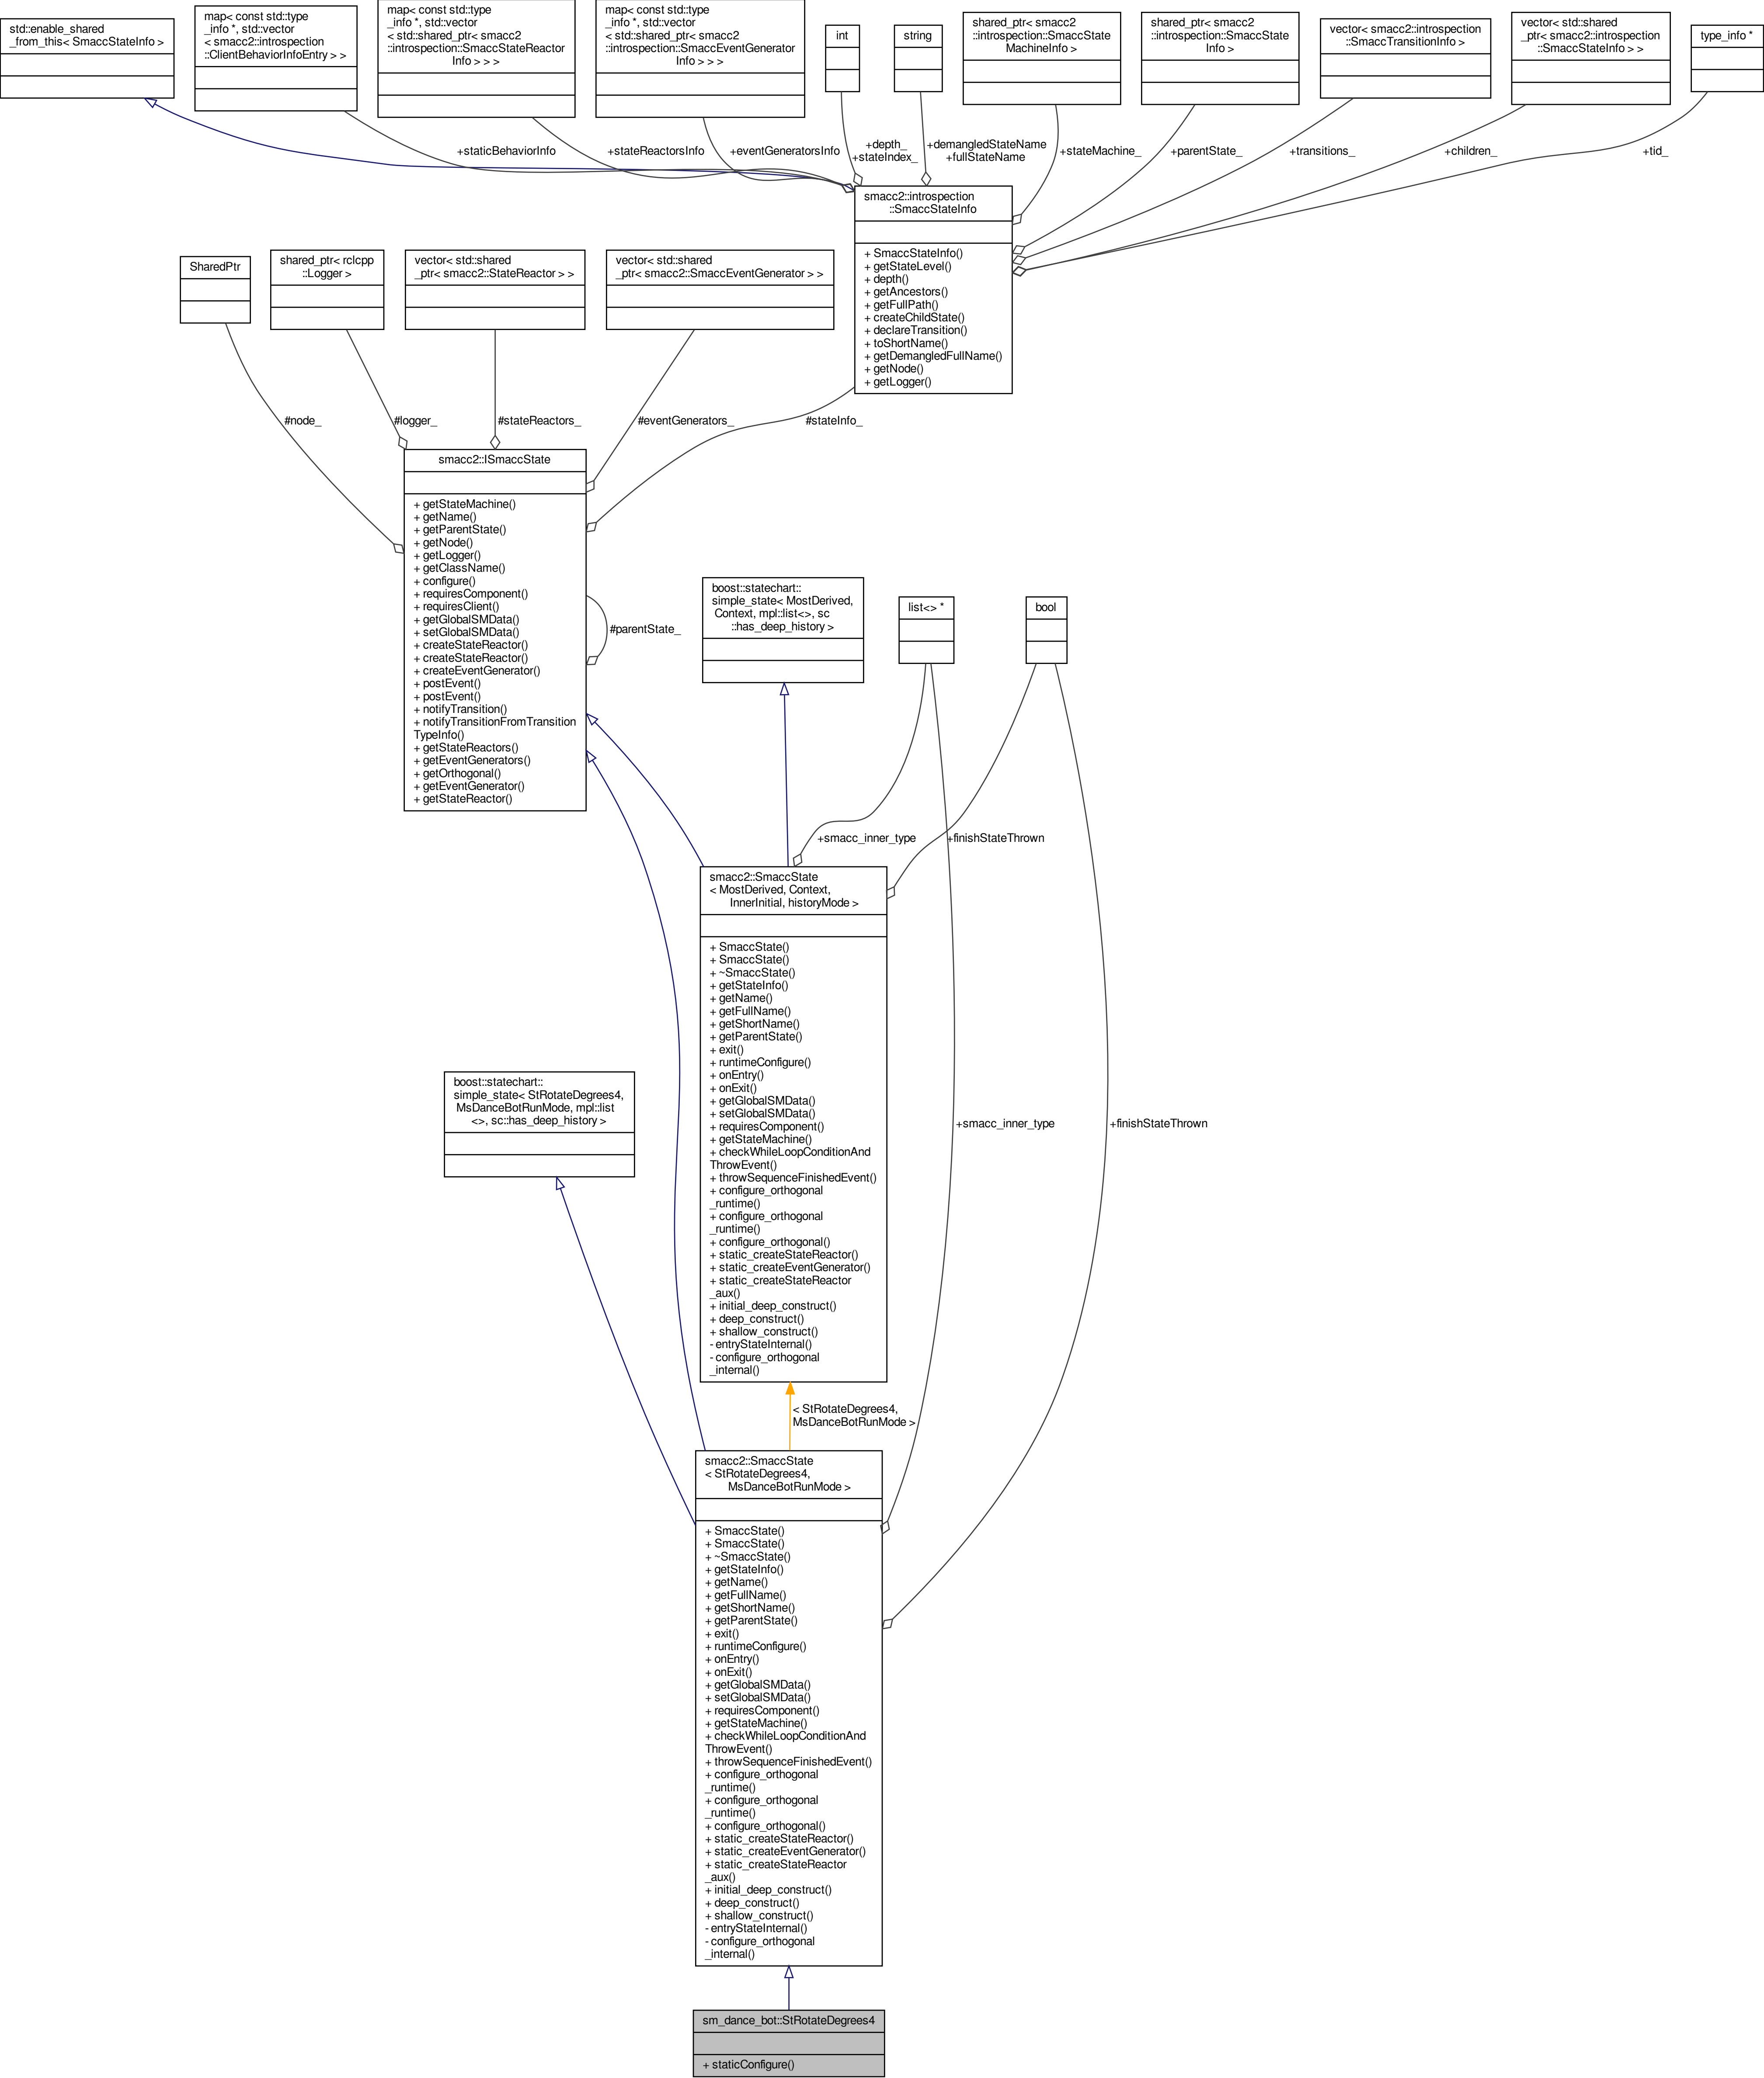 std::enable_shared
_from_this< SmaccStateInfo >
map< const std::type
_info *, std::vector
< smacc2::introspection
::ClientBehaviorInfoEntry > >
map< const std::type
_info *, std::vector
< std::shared_ptr< smacc2
::introspection::SmaccStateReactor
Info > > >
map< const std::type
_info *, std::vector
< std::shared_ptr< smacc2
::introspection::SmaccEventGenerator
Info > > >
int
string
shared_ptr< smacc2
::introspection::SmaccState
MachineInfo >
shared_ptr< smacc2
::introspection::SmaccState
Info >
vector< smacc2::introspection
::SmaccTransitionInfo >
vector< std::shared
_ptr< smacc2::introspection
::SmaccStateInfo > >
type_info *
+staticBehaviorInfo
+stateReactorsInfo
+eventGeneratorsInfo
+depth_
+stateIndex_
+demangledStateName
+fullStateName
+stateMachine_
+parentState_
+transitions_
+children_
+tid_
smacc2::introspection
::SmaccStateInfo
+ SmaccStateInfo()
+ getStateLevel()
+ depth()
+ getAncestors()
+ getFullPath()
+ createChildState()
+ declareTransition()
+ toShortName()
+ getDemangledFullName()
+ getNode()
+ getLogger()
SharedPtr
shared_ptr< rclcpp
::Logger >
vector< std::shared
_ptr< smacc2::StateReactor > >
vector< std::shared
_ptr< smacc2::SmaccEventGenerator > >
#node_
#logger_
#stateReactors_
#eventGenerators_
#stateInfo_
smacc2::ISmaccState
+ getStateMachine()
+ getName()
+ getParentState()
+ getNode()
+ getLogger()
+ getClassName()
+ configure()
+ requiresComponent()
+ requiresClient()
+ getGlobalSMData()
+ setGlobalSMData()
+ createStateReactor()
+ createStateReactor()
+ createEventGenerator()
+ postEvent()
+ postEvent()
+ notifyTransition()
+ notifyTransitionFromTransition
TypeInfo()
+ getStateReactors()
+ getEventGenerators()
+ getOrthogonal()
+ getEventGenerator()
+ getStateReactor()
#parentState_
boost::statechart::
simple_state< MostDerived,
Context, mpl::list<>, sc
::has_deep_history >
list<> *
bool
+smacc_inner_type
+finishStateThrown
smacc2::SmaccState
< MostDerived, Context,
InnerInitial, historyMode >
+ SmaccState()
+ SmaccState()
+ ~SmaccState()
+ getStateInfo()
+ getName()
+ getFullName()
+ getShortName()
+ getParentState()
+ exit()
+ runtimeConfigure()
+ onEntry()
+ onExit()
+ getGlobalSMData()
+ setGlobalSMData()
+ requiresComponent()
+ getStateMachine()
+ checkWhileLoopConditionAnd
ThrowEvent()
+ throwSequenceFinishedEvent()
+ configure_orthogonal
_runtime()
+ configure_orthogonal
_runtime()
+ configure_orthogonal()
+ static_createStateReactor()
+ static_createEventGenerator()
+ static_createStateReactor
_aux()
+ initial_deep_construct()
+ deep_construct()
+ shallow_construct()
- entryStateInternal()
- configure_orthogonal
_internal()
boost::statechart::
simple_state< StRotateDegrees4,
MsDanceBotRunMode, mpl::list
<>, sc::has_deep_history >
+smacc_inner_type
+finishStateThrown
< StRotateDegrees4,
MsDanceBotRunMode >
smacc2::SmaccState
< StRotateDegrees4,
MsDanceBotRunMode >
+ SmaccState()
+ SmaccState()
+ ~SmaccState()
+ getStateInfo()
+ getName()
+ getFullName()
+ getShortName()
+ getParentState()
+ exit()
+ runtimeConfigure()
+ onEntry()
+ onExit()
+ getGlobalSMData()
+ setGlobalSMData()
+ requiresComponent()
+ getStateMachine()
+ checkWhileLoopConditionAnd
ThrowEvent()
+ throwSequenceFinishedEvent()
+ configure_orthogonal
_runtime()
+ configure_orthogonal
_runtime()
+ configure_orthogonal()
+ static_createStateReactor()
+ static_createEventGenerator()
+ static_createStateReactor
_aux()
+ initial_deep_construct()
+ deep_construct()
+ shallow_construct()
- entryStateInternal()
- configure_orthogonal
_internal()
sm_dance_bot::StRotateDegrees4
+ staticConfigure()